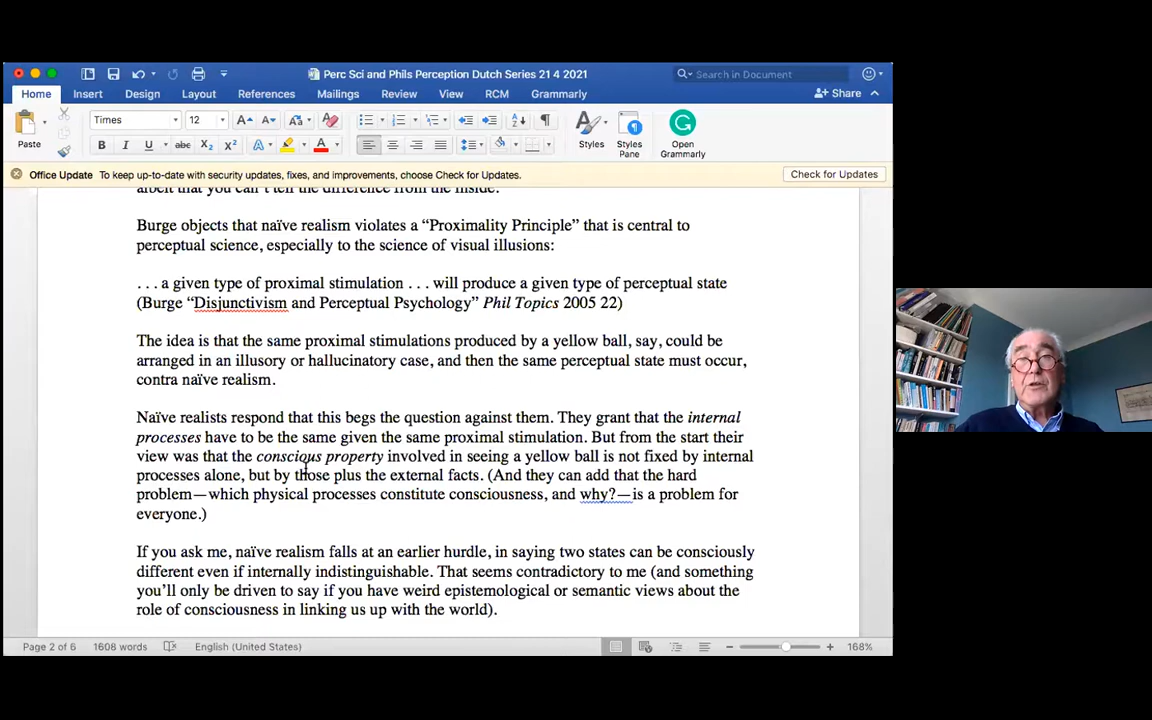 Perc Sci and Phils Perception Dutch Series 21 4 2021
Search in Document
Home Insert Design Layout References Mailings Review View RCM Grammarly
Share
Paste
Times 12
B I U abc X2 X2
Styles
Styles Pane
Open Grammarly
Office Update To keep up-to-date with security updates, fixes, and improvements, choose Check for Updates.
Check for Updates
albeit that you can't tell the difference from the inside.
Burge objects that naïve realism violates a “Proximality Principle” that is central to
perceptual science, especially to the science of visual illusions:
. . . a given type of proximal stimulation . . . will produce a given type of perceptual state
(Burge “Disjunctivism and Perceptual Psychology” Phil Topics 2005 22)
The idea is that the same proximal stimulations produced by a yellow ball, say, could be
arranged in an illusory or hallucinatory case, and then the same perceptual state must occur,
contra naïve realism.
Naïve realists respond that this begs the question against them. They grant that the internal
processes have to be the same given the same proximal stimulation. But from the start their
view was that the conscious property involved in seeing a yellow ball is not fixed by internal
processes alone, but by those plus the external facts. (And they can add that the hard
problem—which physical processes constitute consciousness, and why?—is a problem for
everyone.)
If you ask me, naïve realism falls at an earlier hurdle, in saying two states can be consciously
different even if internally indistinguishable. That seems contradictory to me (and something
you’ll only be driven to say if you have weird epistemological or semantic views about the
role of consciousness in linking us up with the world).
Page 2 of 6 1608 words English (United States) 168%